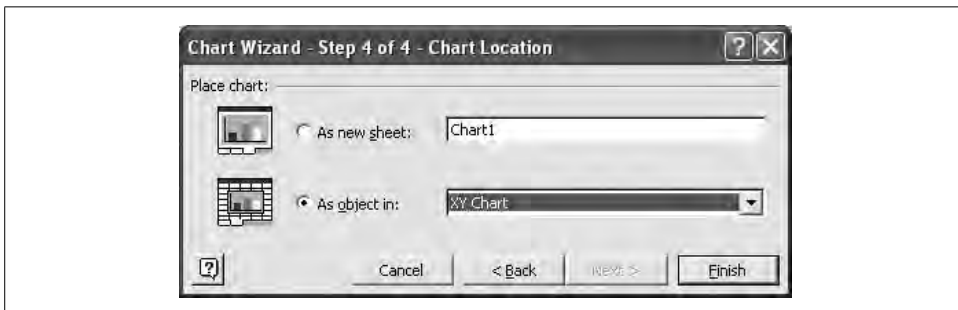 Chart Wizard - Step 4 of 4 - Chart Location
Place chart:
As new sheet: Chart1
As object in: XY Chart
Cancel < Back Next > Finish